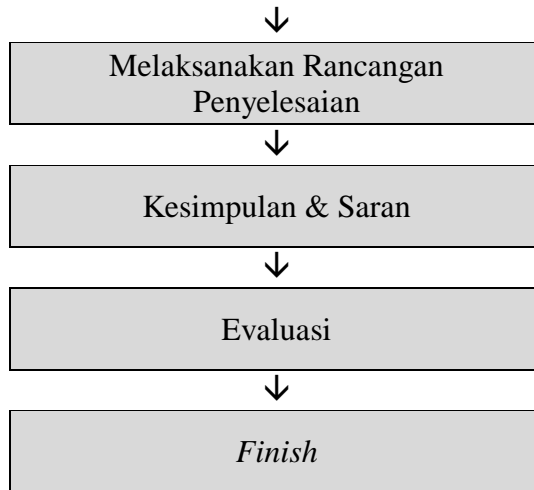 Melaksanakan Rancangan
Penyelesaian
Kesimpulan & Saran
Evaluasi
Finish